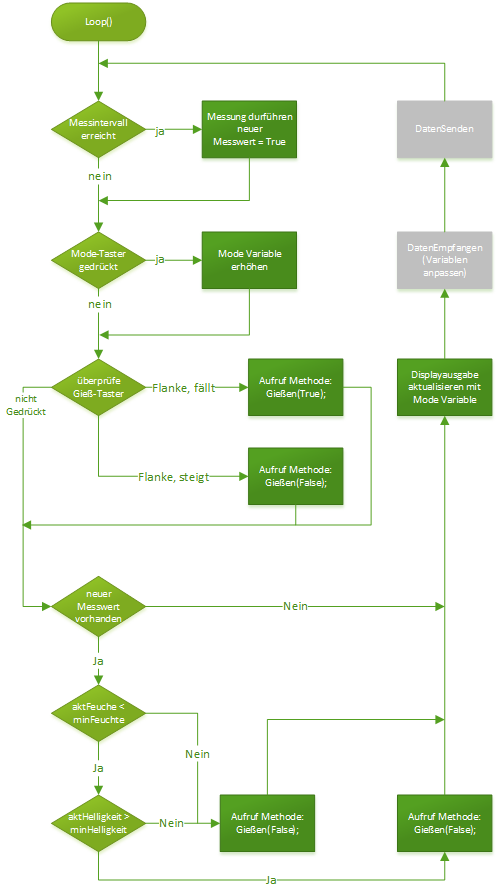 Loop()
Messintervall
erreicht
ja
Messung durführen
neuer
Messwert = True
DatenSenden
nein
Mode-Taster
gedrückt
ja
Mode Variable
erhöhen
DatenEmpfangen
(Variablen
anpassen)
nein
überprüfe
Gieß-Taster
Flanke, fällt
Aufruf Methode:
Gießen(True);
Displayausgabe
aktualisieren mit
Mode Variable
nicht
Gedrückt
Flanke, steigt
Aufruf Methode:
Gießen(False);
neuer
Messwert
vorhanden
Nein
Ja
aktFeuche <
minFeuchte
Nein
Ja
aktHelligkeit >
minHelligkeit
Nein
Aufruf Methode:
Gießen(False);
Aufruf Methode:
Gießen(False);
Ja